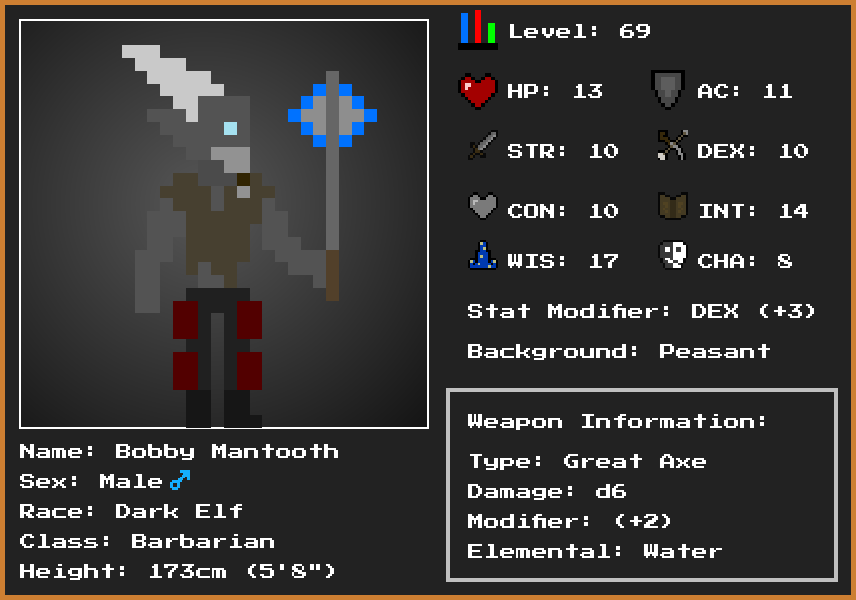 Level: 69
HP: 13 AC: 11
STR: 10 DEX: 10
CON: 10 INT: 14
WIS: 17 CHA: 8
Stat Modifier: DEX (+3)
Background: Peasant
Weapon Information:
Type: Great Axe
Damage: d6
Modifier: (+2)
Elemental: Water
Name: Bobby Mantooth
Sex: Male ♂
Race: Dark Elf
Class: Barbarian
Height: 173cm (5'8")